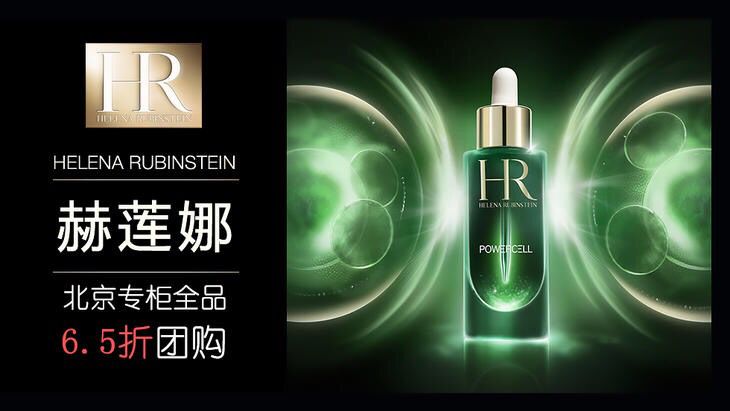 HR
HELENA RUBINSTEIN
HELENA RUBINSTEIN
赫莲娜
北京专柜全品
6.5折团购
HR
HELENA RUBINSTEIN
POWERCELL